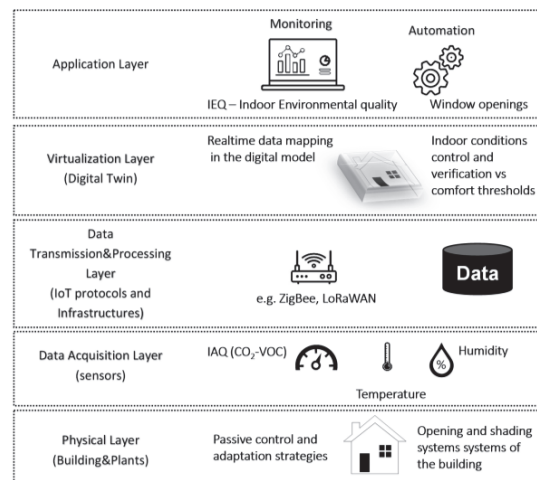 Monitoring
Automation
Application Layer
IEQ – Indoor Environmental quality
Window openings
Virtualization Layer
(Digital Twin)
Realtime data mapping
in the digital model
Indoor conditions
control and
verification vs
comfort thresholds
Data
Transmission&Processing
Layer
(IoT protocols and
Infrastructures)
e.g. ZigBee, LoRaWAN
Data
Data Acquisition Layer
(sensors)
IAQ (CO₂-VOC)
%
Humidity
Temperature
Physical Layer
(Building&Plants)
Passive control and
adaptation strategies
Opening and shading
systems systems of
the building